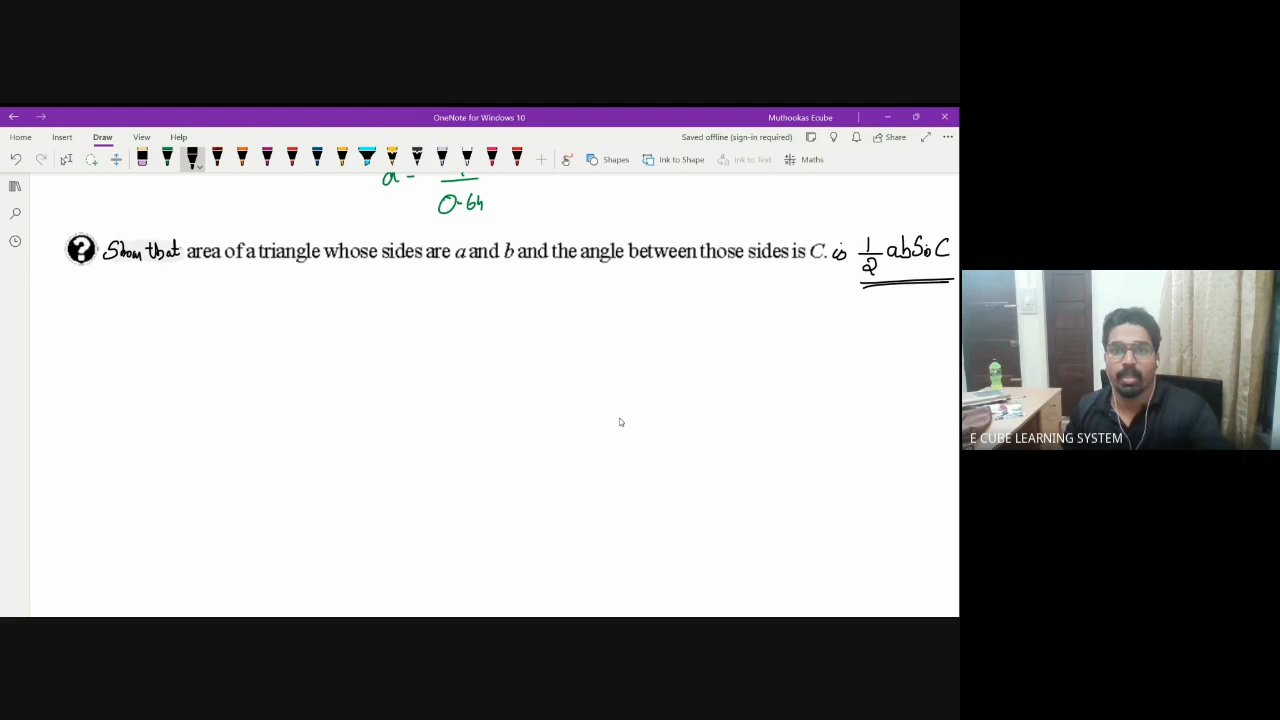 OneNote for Windows 10
Muthookas Ecube
Home Insert Draw View Help
Saved offline (sign-in required) Share
Shapes Ink to Shape Ink to Text Maths
0.64
Show that area of a triangle whose sides are a and b and the angle between those sides is C. is 1/2 abSinC
E CUBE LEARNING SYSTEM